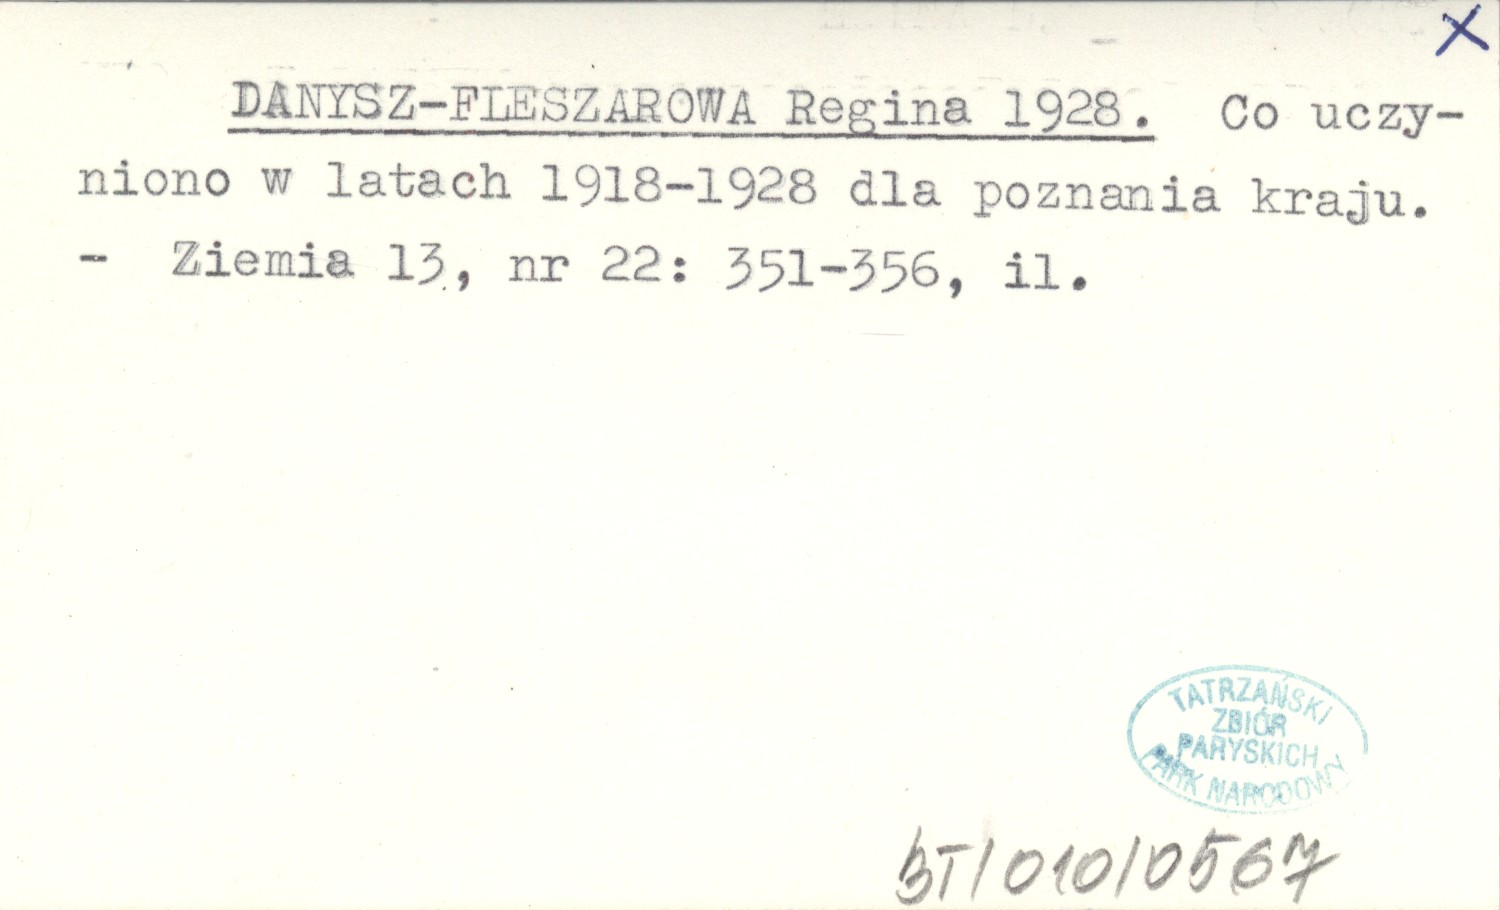 X
DANYSZ-FLESZAROWA Regina 1928. Co uczy-
niono w latach 1918-1928 dla poznania kraju.
- Ziemia 13, nr 22: 351-356, il.
TATRZAŃSKI
ZBIÓR
PARYSKICH
PARK NARODOWY
BT/010/0567